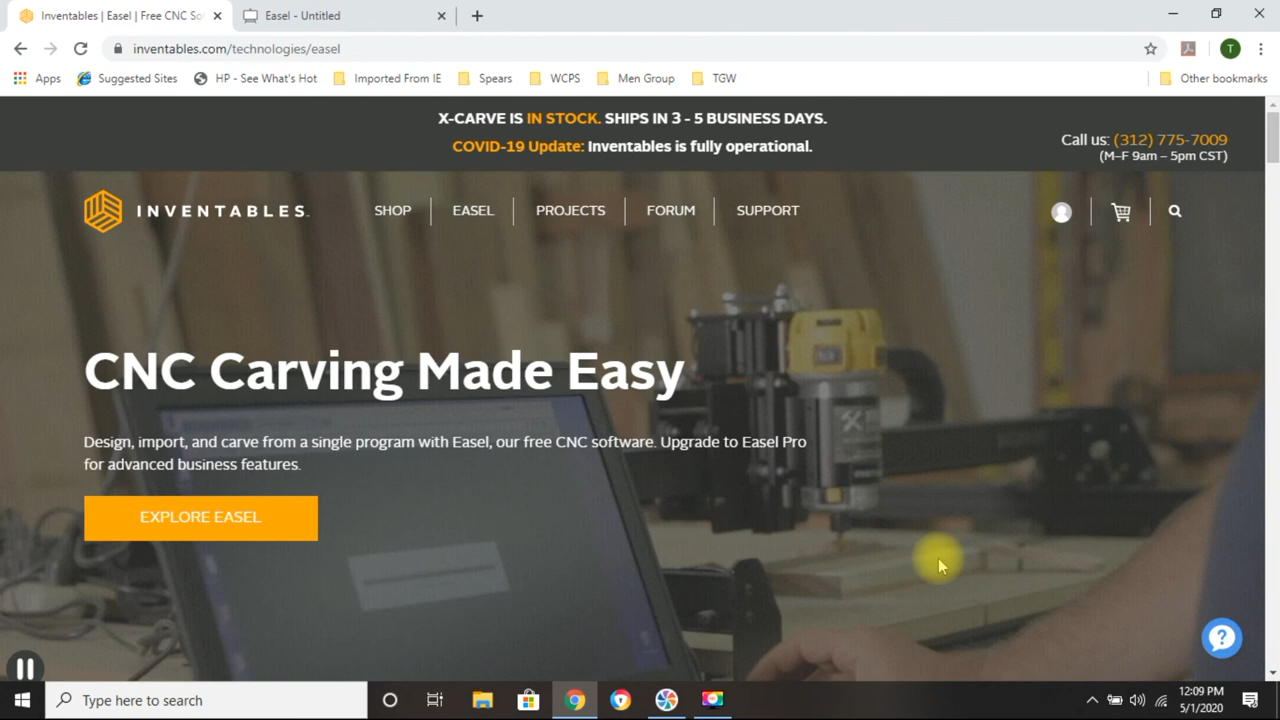 Inventables | Easel | Free CNC So
Easel - Untitled
inventables.com/technologies/easel
T
Apps
Suggested Sites
HP - See What's Hot
Imported From IE
Spears
WCPS
Men Group
TGW
Other bookmarks
X-CARVE IS IN STOCK. SHIPS IN 3 - 5 BUSINESS DAYS.
COVID-19 Update: Inventables is fully operational.
Call us: (312) 775-7009
(M–F 9am – 5pm CST)
INVENTABLES
SHOP
EASEL
PROJECTS
FORUM
SUPPORT
CNC Carving Made Easy
Design, import, and carve from a single program with Easel, our free CNC software. Upgrade to Easel Pro
for advanced business features.
EXPLORE EASEL
?
Type here to search
12:09 PM
5/1/2020